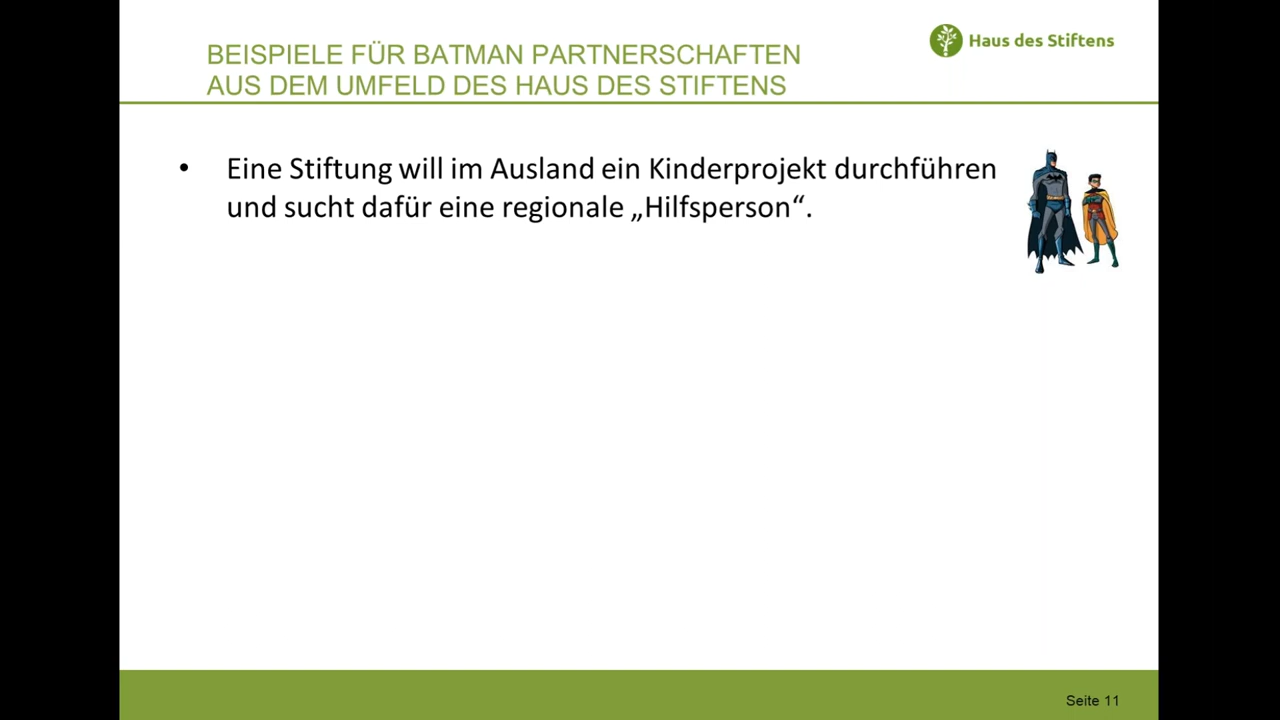 BEISPIELE FÜR BATMAN PARTNERSCHAFTEN
AUS DEM UMFELD DES HAUS DES STIFTENS
Haus des Stiftens
• Eine Stiftung will im Ausland ein Kinderprojekt durchführen
und sucht dafür eine regionale „Hilfsperson“.
Seite 11